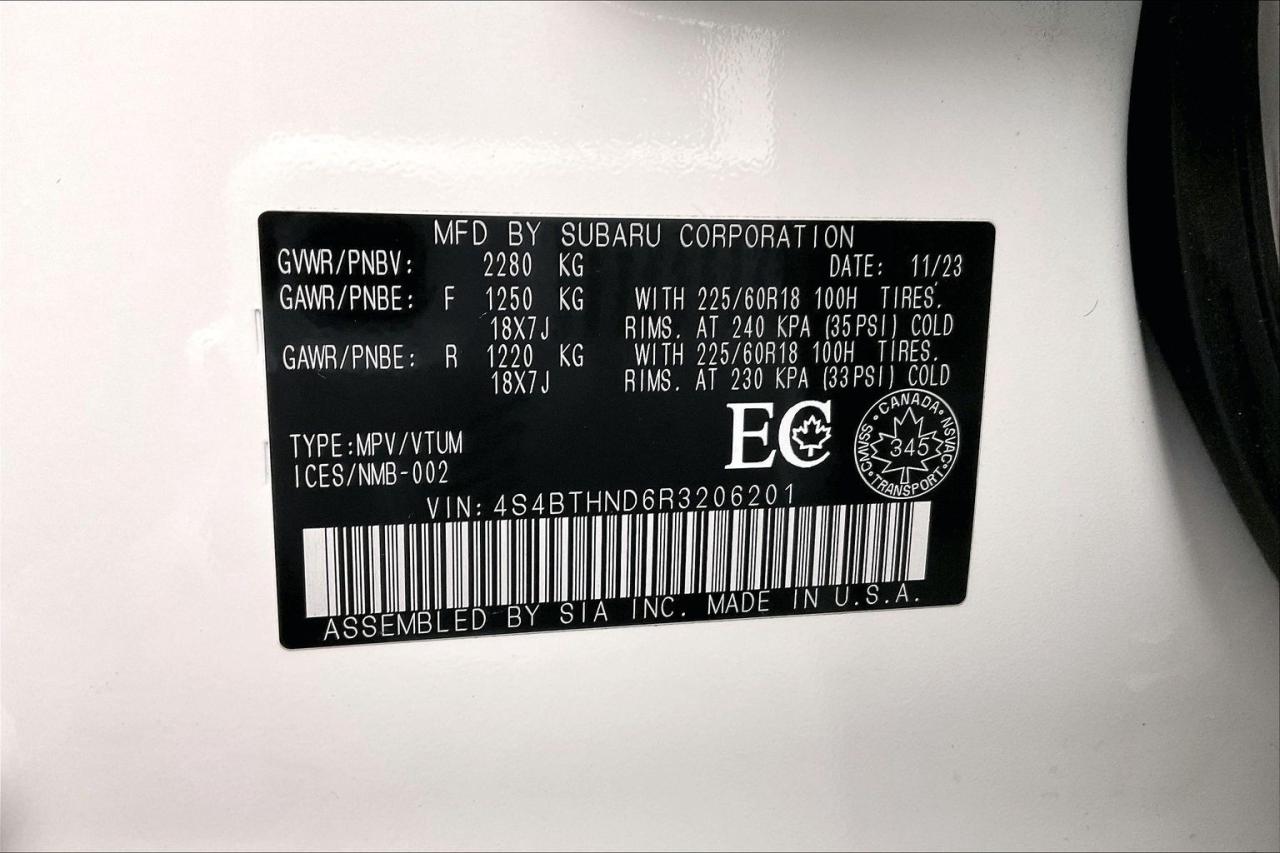 MFD BY SUBARU CORPORATION
GVWR/PNBV: 2280 KG DATE: 11/23
GAWR/PNBE: F 1250 KG WITH 225/60R18 100H TIRES.
18X7J RIMS. AT 240 KPA (35PSI) COLD
GAWR/PNBE: R 1220 KG WITH 225/60R18 100H TIRES.
18X7J RIMS. AT 230 KPA (33PSI) COLD
EC
CANADA · NSVAC · TRANSPORT · CMVSS ·
345
TYPE:MPV/VTUM
ICES/NMB-002
VIN: 4S4BTHND6R3206201
ASSEMBLED BY SIA INC. MADE IN U.S.A.